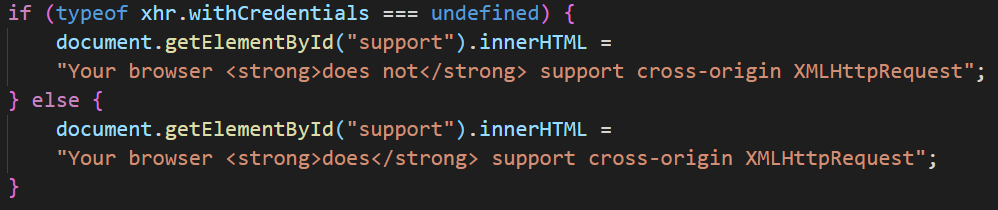 if (typeof xhr.withCredentials === undefined) {
    document.getElementById("support").innerHTML =
    "Your browser <strong>does not</strong> support cross-origin XMLHttpRequest";
} else {
    document.getElementById("support").innerHTML =
    "Your browser <strong>does</strong> support cross-origin XMLHttpRequest";
}